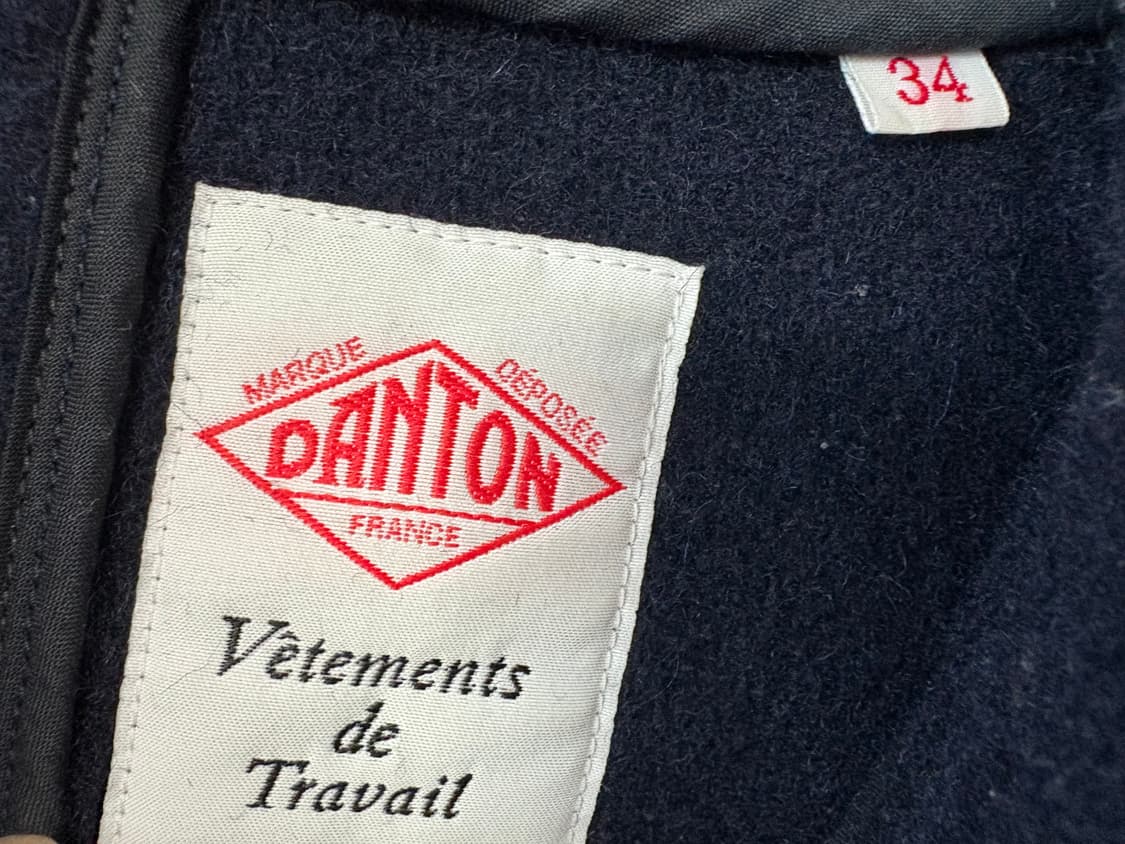 34
MARQUE DÉPOSÉE
DANTON
FRANCE
Vêtements
de
Travail